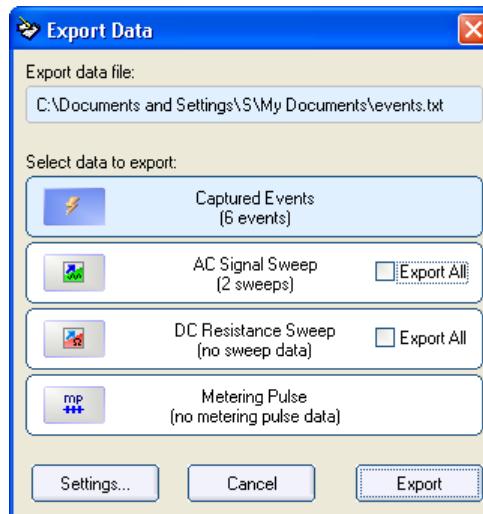 Export Data
Export data file:
C:\Documents and Settings\S\My Documents\events.txt
Select data to export:
Captured Events
(6 events)
AC Signal Sweep
(2 sweeps)
Export All
DC Resistance Sweep
(no sweep data)
Export All
Ω
mp
Metering Pulse
(no metering pulse data)
Settings...
Cancel
Export